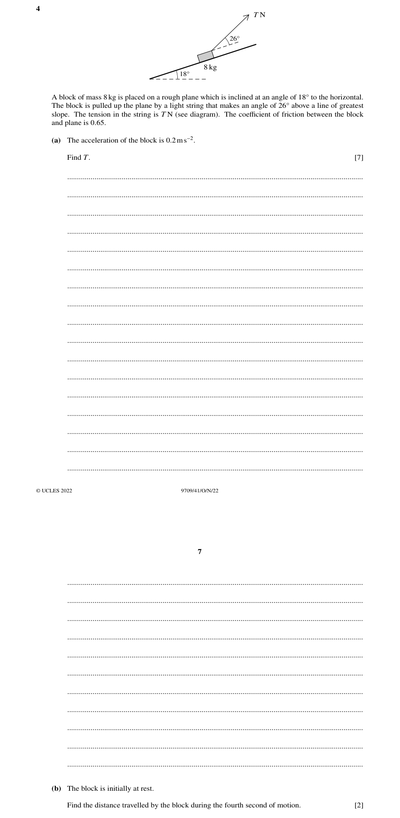 4
T N
26°
8 kg
18°
A block of mass 8 kg is placed on a rough plane which is inclined at an angle of 18° to the horizontal.
The block is pulled up the plane by a light string that makes an angle of 26° above a line of greatest
slope. The tension in the string is T N (see diagram). The coefficient of friction between the block
and plane is 0.65.
(a) The acceleration of the block is 0.2 m s⁻².
Find T. [7]
© UCLES 2022 9709/41/O/N/22
7
(b) The block is initially at rest.
Find the distance travelled by the block during the fourth second of motion. [2]